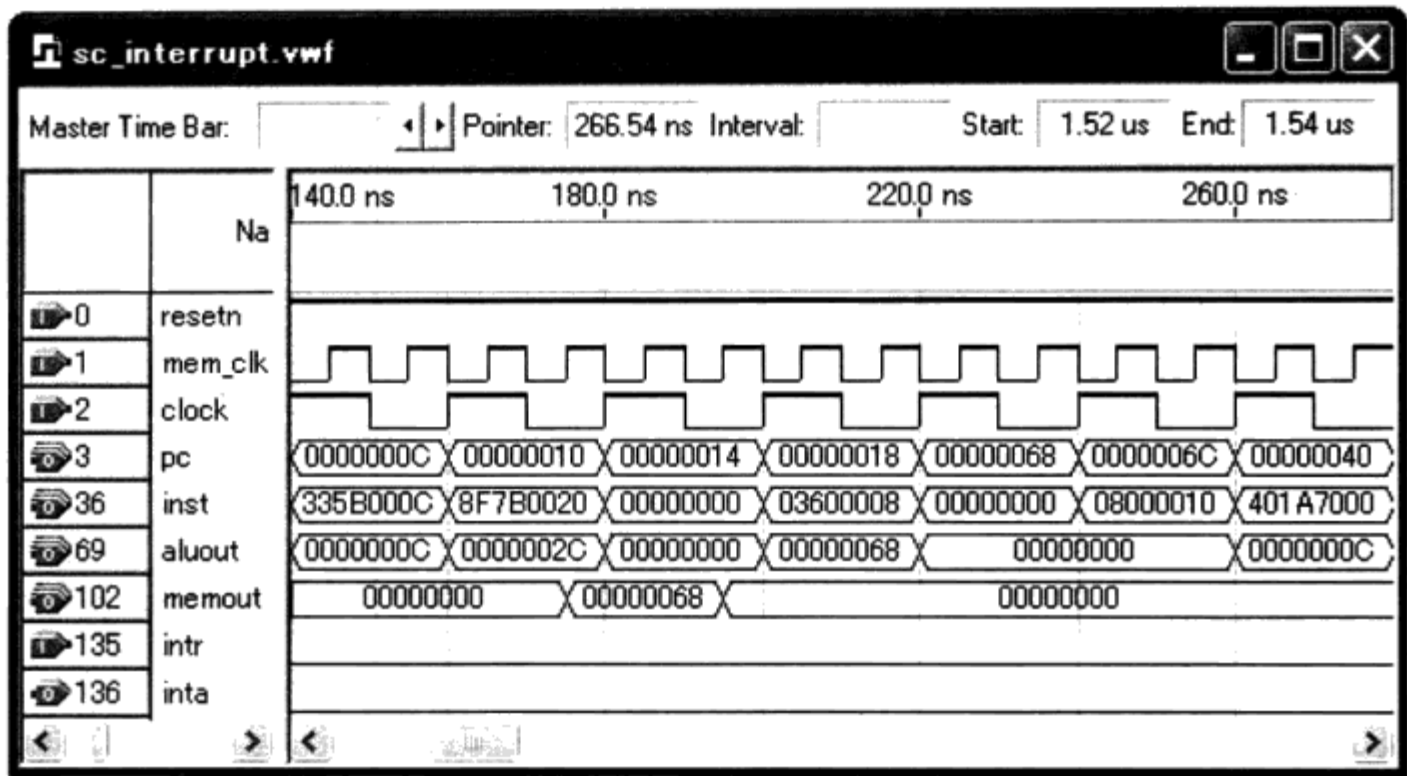 sc_interrupt.vwf
Master Time Bar: Pointer: 266.54 ns Interval: Start: 1.52 us End: 1.54 us
Na 140.0 ns 180.0 ns 220.0 ns 260.0 ns
0 resetn
1 mem_clk
2 clock
3 pc 0000000C 00000010 00000014 00000018 00000068 0000006C 00000040
36 inst 335B000C 8F7B0020 00000000 03600008 00000000 08000010 401A7000
69 aluout 0000000C 0000002C 00000000 00000068 00000000 0000000C
102 memout 00000000 00000068 00000000
135 intr
136 inta